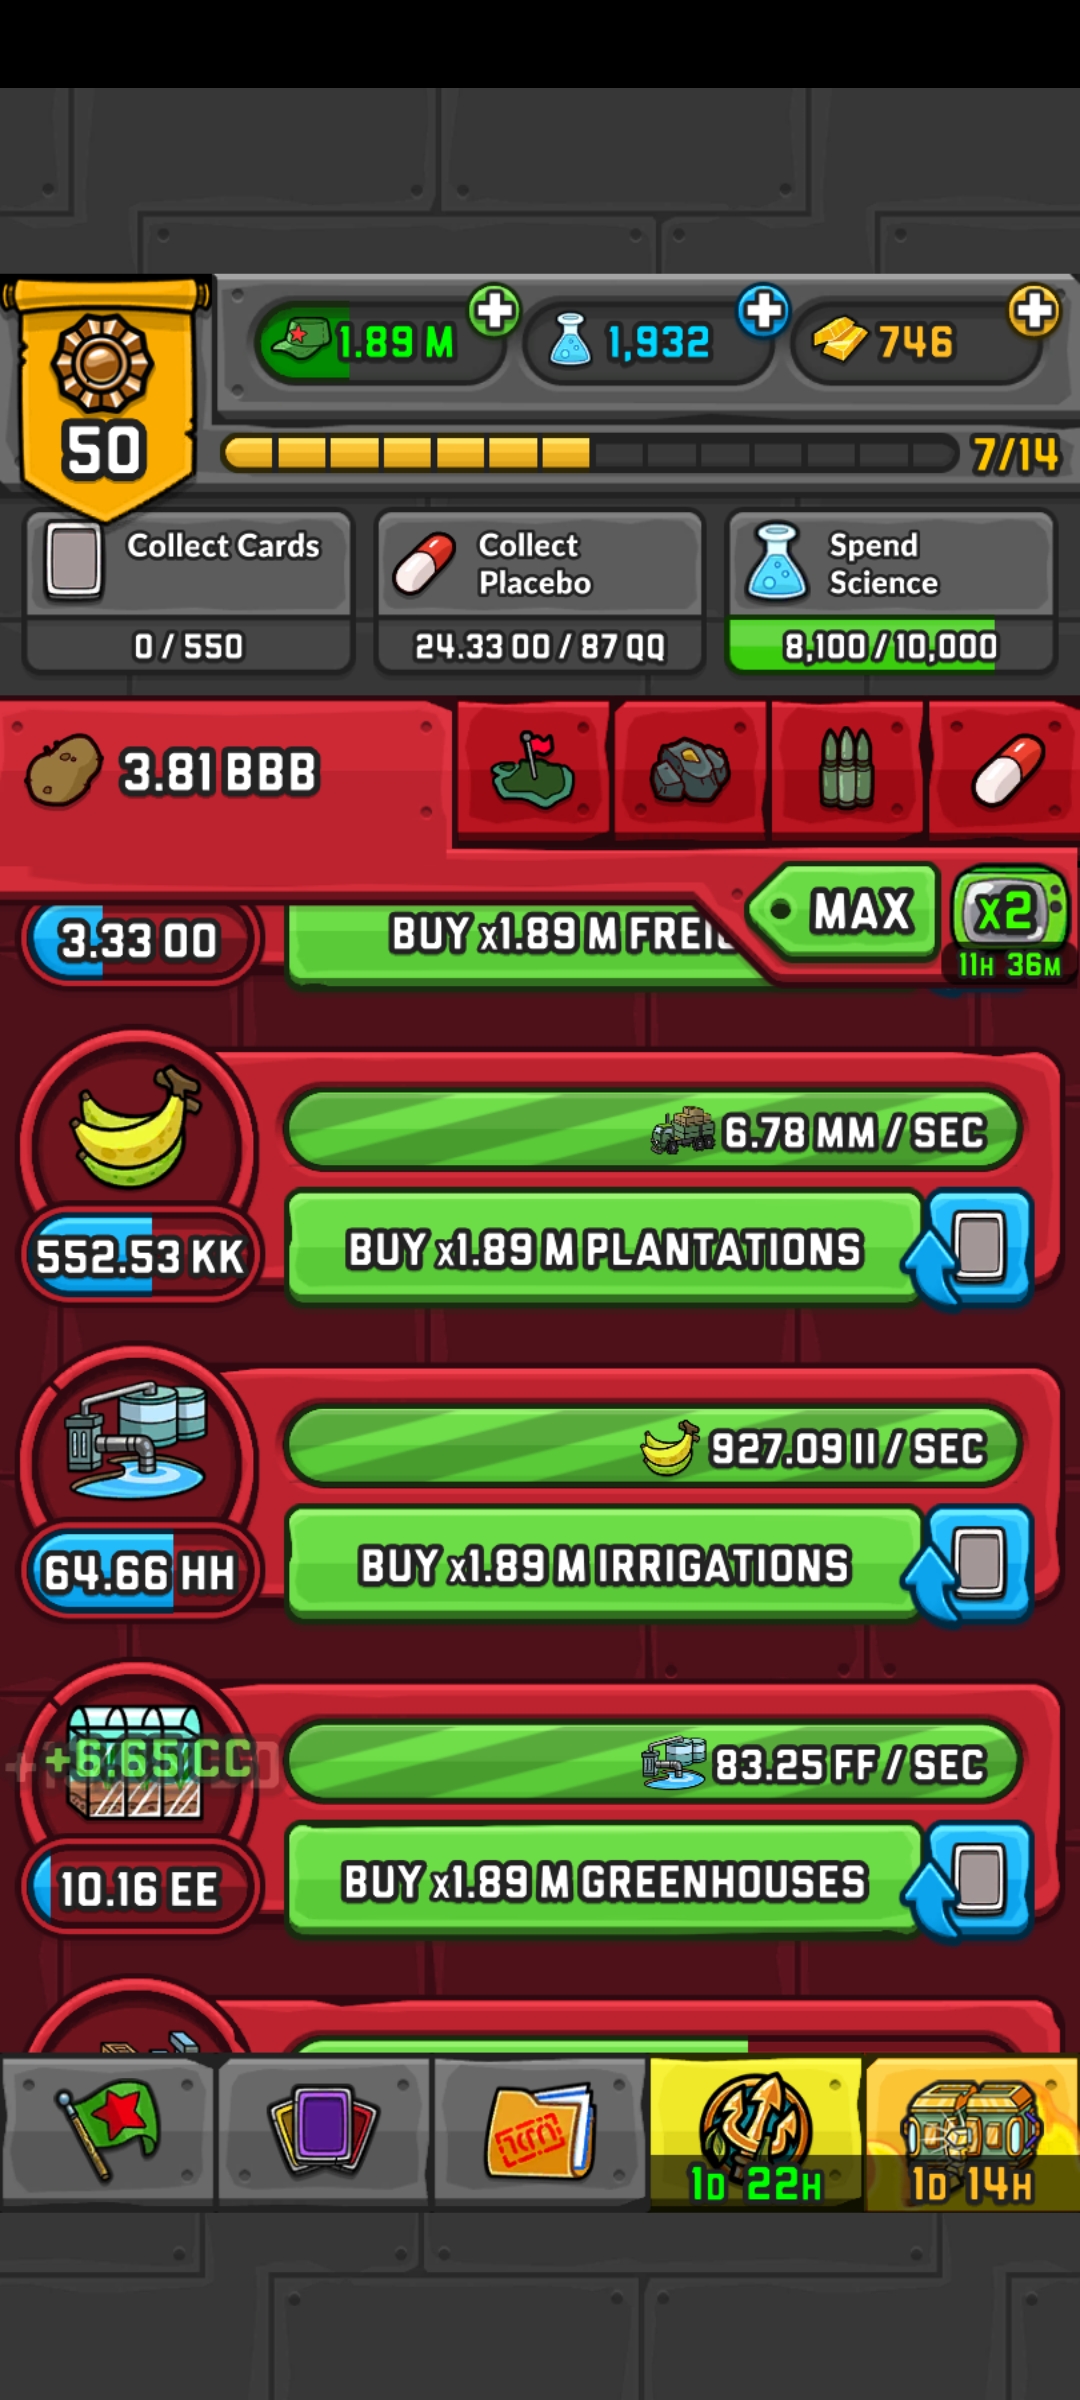 1.89 M
1,932
746
50
7/14
Collect Cards
0 / 550
Collect
Placebo
24.33 OO / 87 QQ
Spend
Science
8,100 / 10,000
3.81 BBB
MAX
x2
11H 36M
3.33 OO
BUY x1.89 M
6.78 MM / SEC
552.53 KK
BUY x1.89 M PLANTATIONS
927.09 II / SEC
64.66 HH
BUY x1.89 M IRRIGATIONS
+6.65 CC
83.25 FF / SEC
10.16 EE
BUY x1.89 M GREENHOUSES
1D 22H
1D 14H